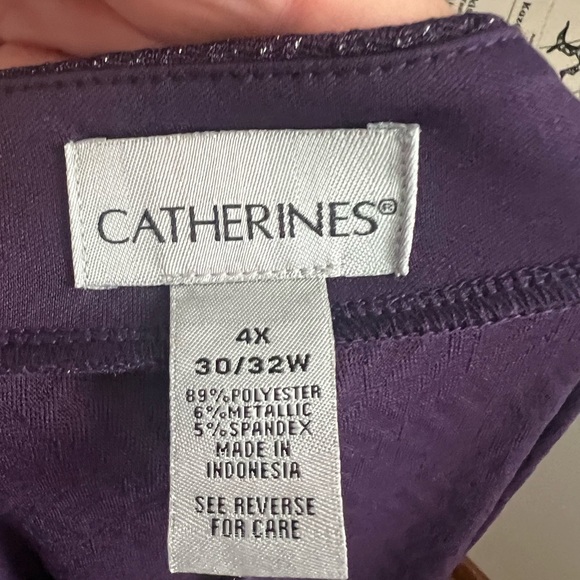 CATHERINES®
4X
30/32W
89%POLYESTER
6%METALLIC
5%SPANDEX
MADE IN
INDONESIA
SEE REVERSE
FOR CARE